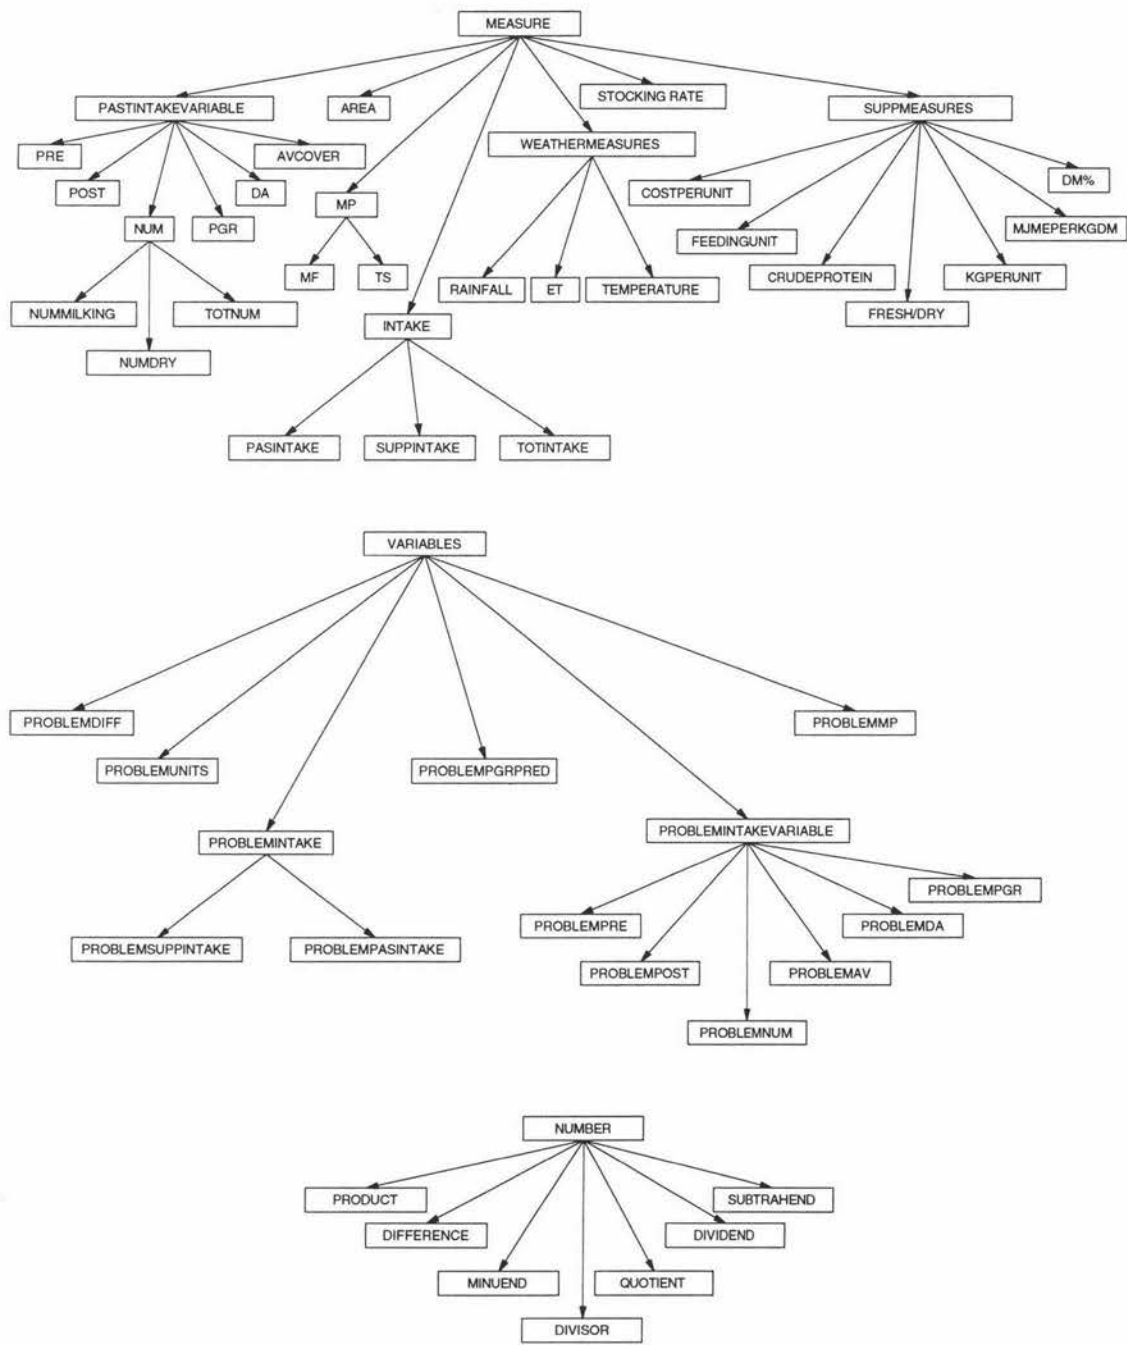 MEASURE
PASTINTAKEVARIABLE
AREA
STOCKING RATE
SUPPMEASURES
PRE
AVCOVER
WEATHERMEASURES
POST
DA
COSTPERUNIT
DM%
MP
NUM
PGR
FEEDINGUNIT
MJMEPERKGDM
MF
TS
CRUDEPROTEIN
KGPERUNIT
RAINFALL
ET
TEMPERATURE
NUMMILKING
TOTNUM
FRESH/DRY
INTAKE
NUMDRY
PASINTAKE
SUPPINTAKE
TOTINTAKE
VARIABLES
PROBLEMDIFF
PROBLEMMP
PROBLEMUNITS
PROBLEMPGRPRED
PROBLEMINTAKE
PROBLEMINTAKEVARIABLE
PROBLEMPGR
PROBLEMPRE
PROBLEMDA
PROBLEMSUPPINTAKE
PROBLEMPASINTAKE
PROBLEMPOST
PROBLEMAV
PROBLEMNUM
NUMBER
PRODUCT
SUBTRAHEND
DIFFERENCE
DIVIDEND
MINUEND
QUOTIENT
DIVISOR